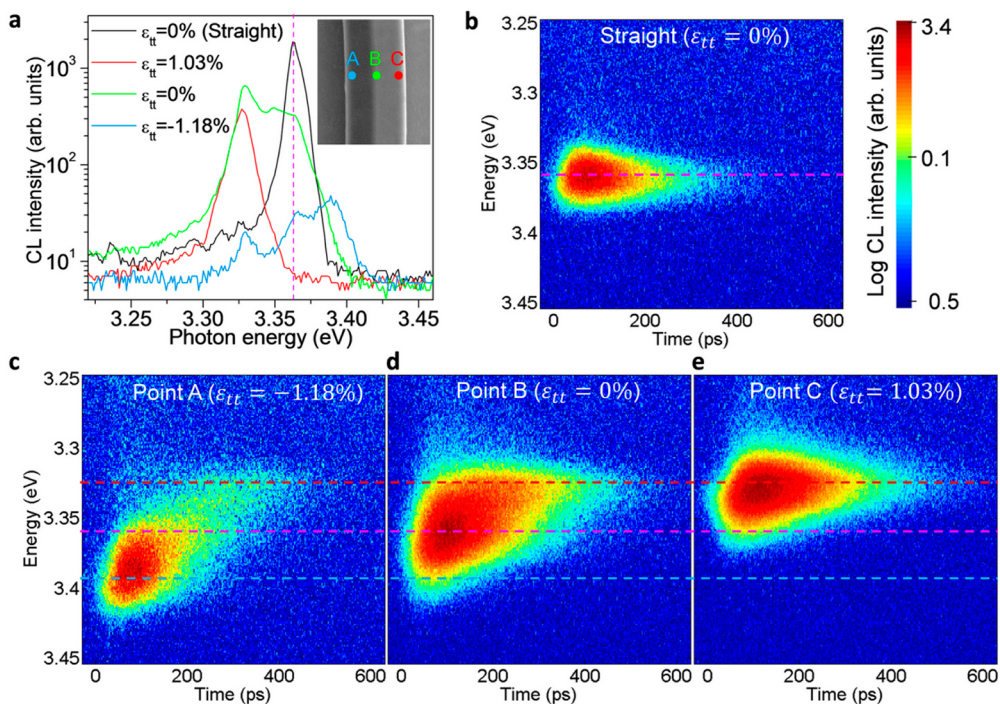 a
ε_tt=0% (Straight)
ε_tt=1.03%
ε_tt=0%
ε_tt=-1.18%
A B C
CL intensity (arb. units)
10³
10²
10¹
3.25 3.30 3.35 3.40 3.45
Photon energy (eV)
b
Straight (ε_tt = 0%)
Energy (eV)
3.25
3.3
3.35
3.4
3.45
0 200 400 600
Time (ps)
Log CL intensity (arb. units)
3.4
0.1
0.5
c
Point A (ε_tt = −1.18%)
Energy (eV)
3.25
3.3
3.35
3.4
3.45
0 200 400 600
Time (ps)
d
Point B (ε_tt = 0%)
0 200 400 600
Time (ps)
e
Point C (ε_tt = 1.03%)
0 200 400 600
Time (ps)